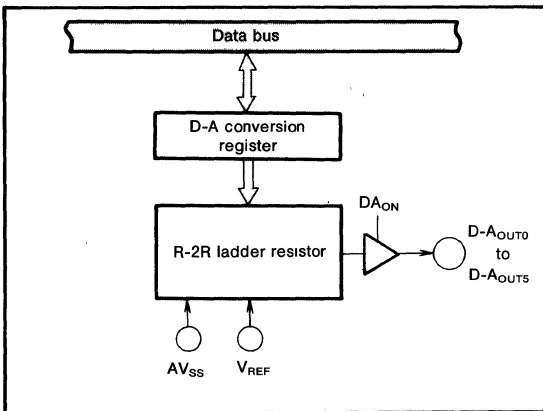 Data bus
D-A conversion
register
DA_ON
R-2R ladder resistor
D-A_OUT0
to
D-A_OUT5
AV_SS
V_REF